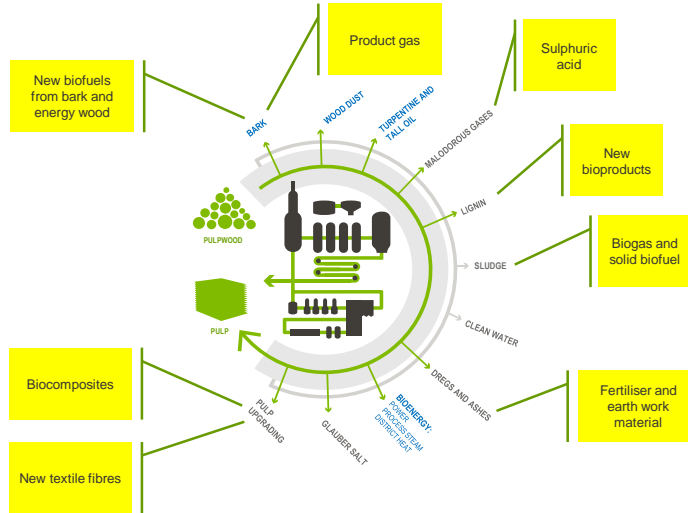 Product gas
Sulphuric
acid
New biofuels
from bark and
energy wood
BARK
WOOD DUST
TURPENTINE AND
TALL OIL
MALODOROUS GASES
New
bioproducts
LIGNIN
PULPWOOD
Biogas and
solid biofuel
SLUDGE
PULP
CLEAN WATER
Biocomposites
DREGS AND ASHES
Fertiliser and
earth work
material
PULP
UPGRADING
GLAUBER SALT
BIOENERGY:
POWER
PROCESS STEAM
DISTRICT HEAT
New textile fibres